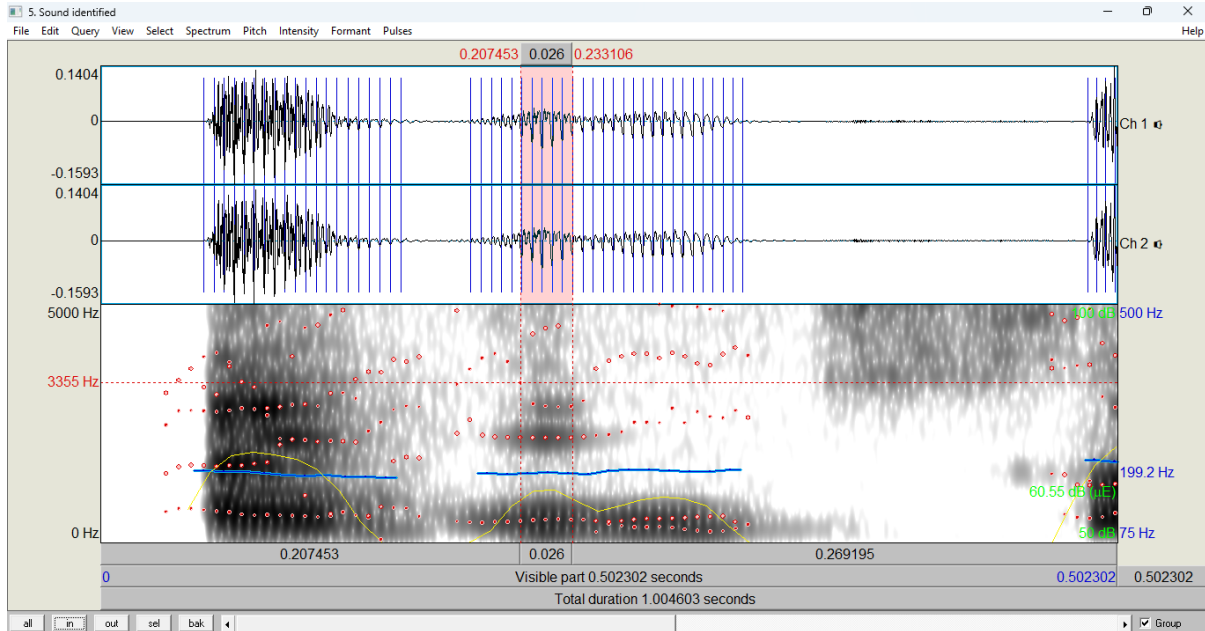 5. Sound identified
File Edit Query View Select Spectrum Pitch Intensity Formant Pulses Help
0.207453 0.026 0.233106
0.1404
0
-0.1593
Ch 1
0.1404
0
-0.1593
Ch 2
5000 Hz 100 dB 500 Hz
3355 Hz
199.2 Hz
60.55 dB (µE)
0 Hz 50 dB 75 Hz
0.207453 0.026 0.269195
0 Visible part 0.502302 seconds 0.502302 0.502302
Total duration 1.004603 seconds
all in out sel bak Group